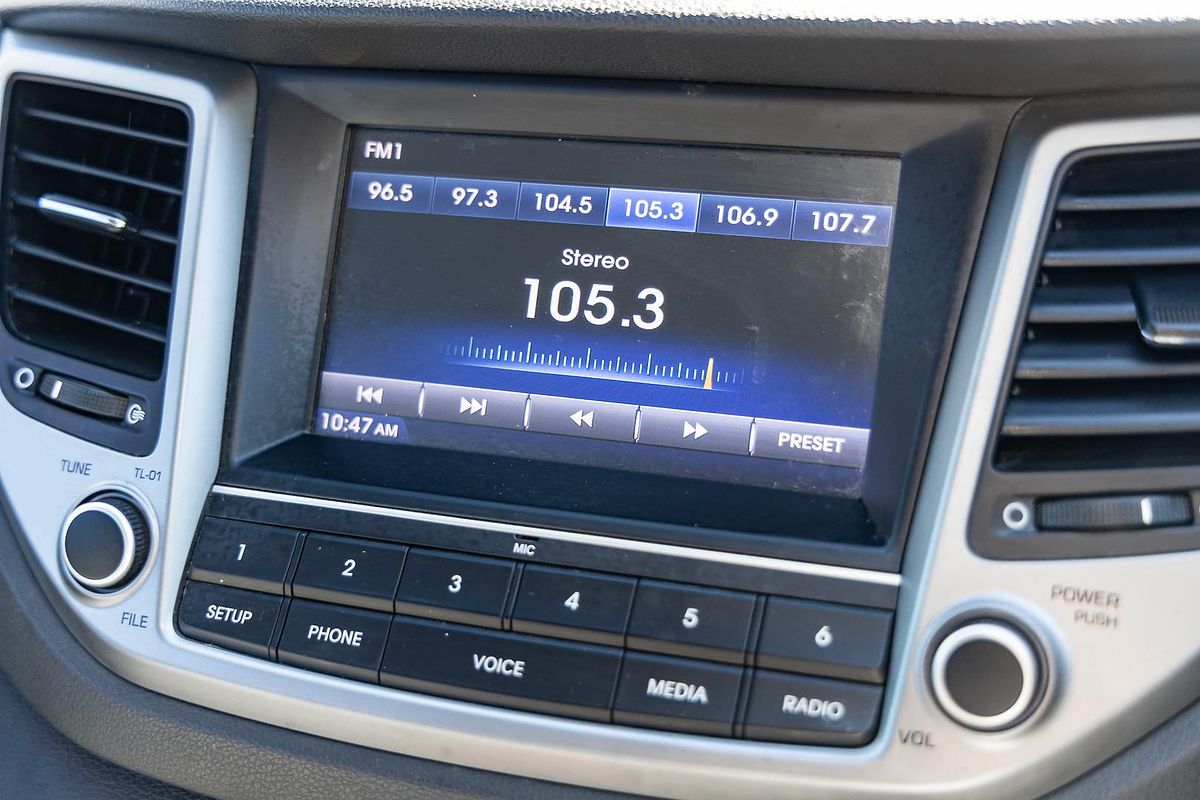 FM1
96.5 97.3 104.5 105.3 106.9 107.7
Stereo
105.3
PRESET
10:47 AM
TUNE
TL-01
FILE
MIC
1 2 3 4 5 6
SETUP PHONE VOICE MEDIA RADIO
POWER
PUSH
VOL